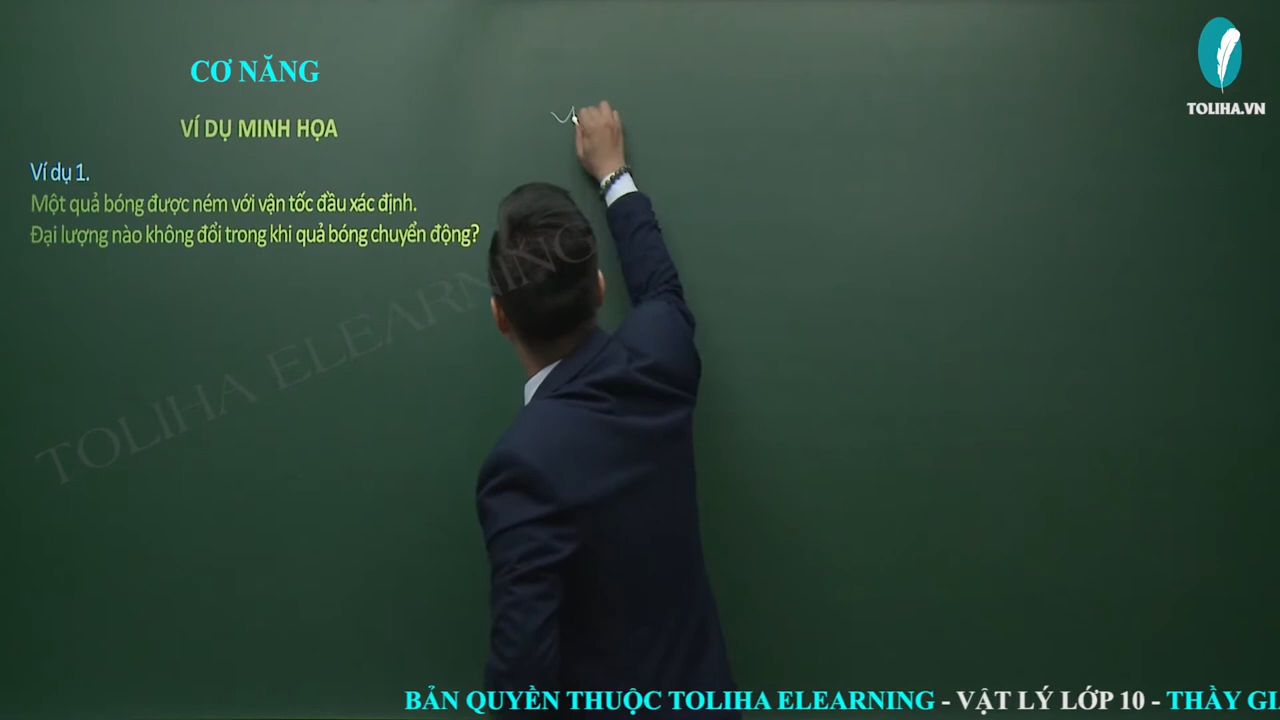 CƠ NĂNG
VÍ DỤ MINH HỌA
Ví dụ 1.
Một quả bóng được ném với vận tốc đầu xác định.
Đại lượng nào không đổi trong khi quả bóng chuyển động?
TOLIHA.VN
TOLIHA ELEARNING
BẢN QUYỀN THUỘC TOLIHA ELEARNING - VẬT LÝ LỚP 10 - THẦY